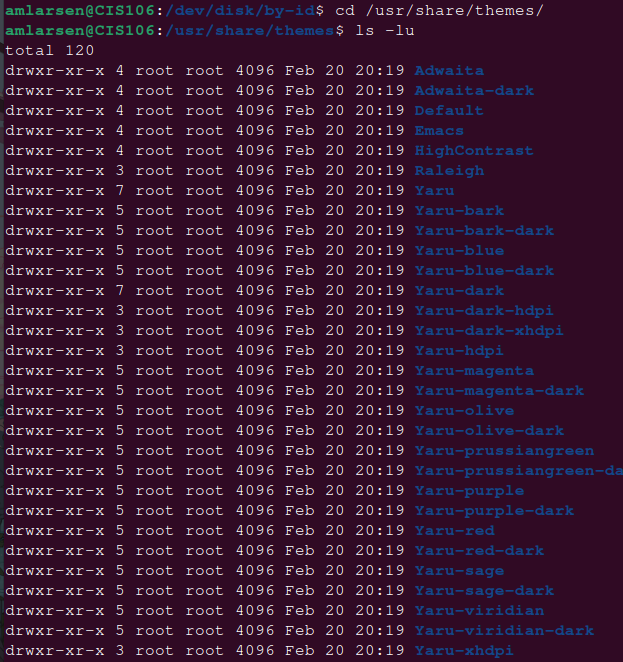 amlarsen@CIS106:/dev/disk/by-id$ cd /usr/share/themes/
amlarsen@CIS106:/usr/share/themes$ ls -lu
total 120
drwxr-xr-x 4 root root 4096 Feb 20 20:19 Adwaita
drwxr-xr-x 4 root root 4096 Feb 20 20:19 Adwaita-dark
drwxr-xr-x 4 root root 4096 Feb 20 20:19 Default
drwxr-xr-x 4 root root 4096 Feb 20 20:19 Emacs
drwxr-xr-x 4 root root 4096 Feb 20 20:19 HighContrast
drwxr-xr-x 3 root root 4096 Feb 20 20:19 Raleigh
drwxr-xr-x 7 root root 4096 Feb 20 20:19 Yaru
drwxr-xr-x 5 root root 4096 Feb 20 20:19 Yaru-bark
drwxr-xr-x 5 root root 4096 Feb 20 20:19 Yaru-bark-dark
drwxr-xr-x 5 root root 4096 Feb 20 20:19 Yaru-blue
drwxr-xr-x 5 root root 4096 Feb 20 20:19 Yaru-blue-dark
drwxr-xr-x 7 root root 4096 Feb 20 20:19 Yaru-dark
drwxr-xr-x 3 root root 4096 Feb 20 20:19 Yaru-dark-hdpi
drwxr-xr-x 3 root root 4096 Feb 20 20:19 Yaru-dark-xhdpi
drwxr-xr-x 3 root root 4096 Feb 20 20:19 Yaru-hdpi
drwxr-xr-x 5 root root 4096 Feb 20 20:19 Yaru-magenta
drwxr-xr-x 5 root root 4096 Feb 20 20:19 Yaru-magenta-dark
drwxr-xr-x 5 root root 4096 Feb 20 20:19 Yaru-olive
drwxr-xr-x 5 root root 4096 Feb 20 20:19 Yaru-olive-dark
drwxr-xr-x 5 root root 4096 Feb 20 20:19 Yaru-prussiangreen
drwxr-xr-x 5 root root 4096 Feb 20 20:19 Yaru-prussiangreen-da
drwxr-xr-x 5 root root 4096 Feb 20 20:19 Yaru-purple
drwxr-xr-x 5 root root 4096 Feb 20 20:19 Yaru-purple-dark
drwxr-xr-x 5 root root 4096 Feb 20 20:19 Yaru-red
drwxr-xr-x 5 root root 4096 Feb 20 20:19 Yaru-red-dark
drwxr-xr-x 5 root root 4096 Feb 20 20:19 Yaru-sage
drwxr-xr-x 5 root root 4096 Feb 20 20:19 Yaru-sage-dark
drwxr-xr-x 5 root root 4096 Feb 20 20:19 Yaru-viridian
drwxr-xr-x 5 root root 4096 Feb 20 20:19 Yaru-viridian-dark
drwxr-xr-x 3 root root 4096 Feb 20 20:19 Yaru-xhdpi